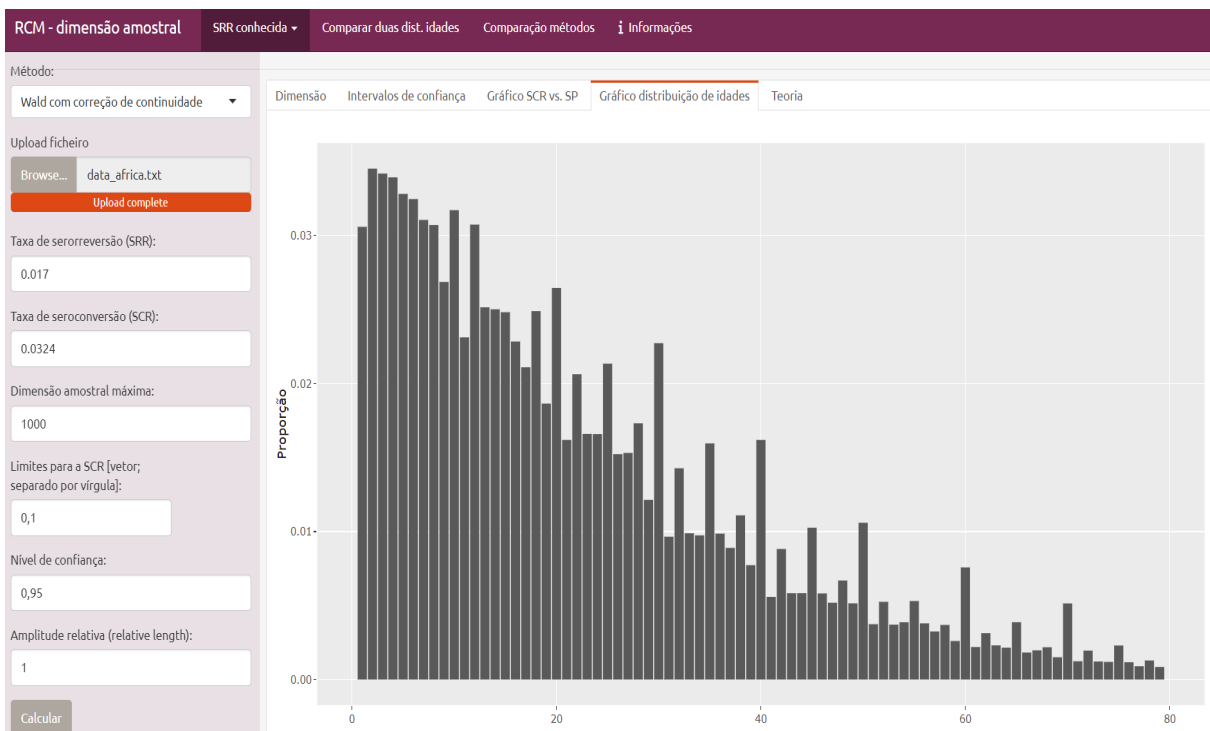 RCM - dimensão amostral SRR conhecida Comparar duas dist. idades Comparação métodos i Informações
Método:
Wald com correção de continuidade
Upload ficheiro
Browse... data_africa.txt
Upload complete
Taxa de serorreversão (SRR):
0.017
Taxa de seroconversão (SCR):
0.0324
Dimensão amostral máxima:
1000
Limites para a SCR [vetor;
separado por vírgula]:
0,1
Nível de confiança:
0,95
Amplitude relativa (relative length):
1
Calcular
Dimensão Intervalos de confiança Gráfico SCR vs. SP Gráfico distribuição de idades Teoria
Proporção
0.03
0.02
0.01
0.00
0 20 40 60 80